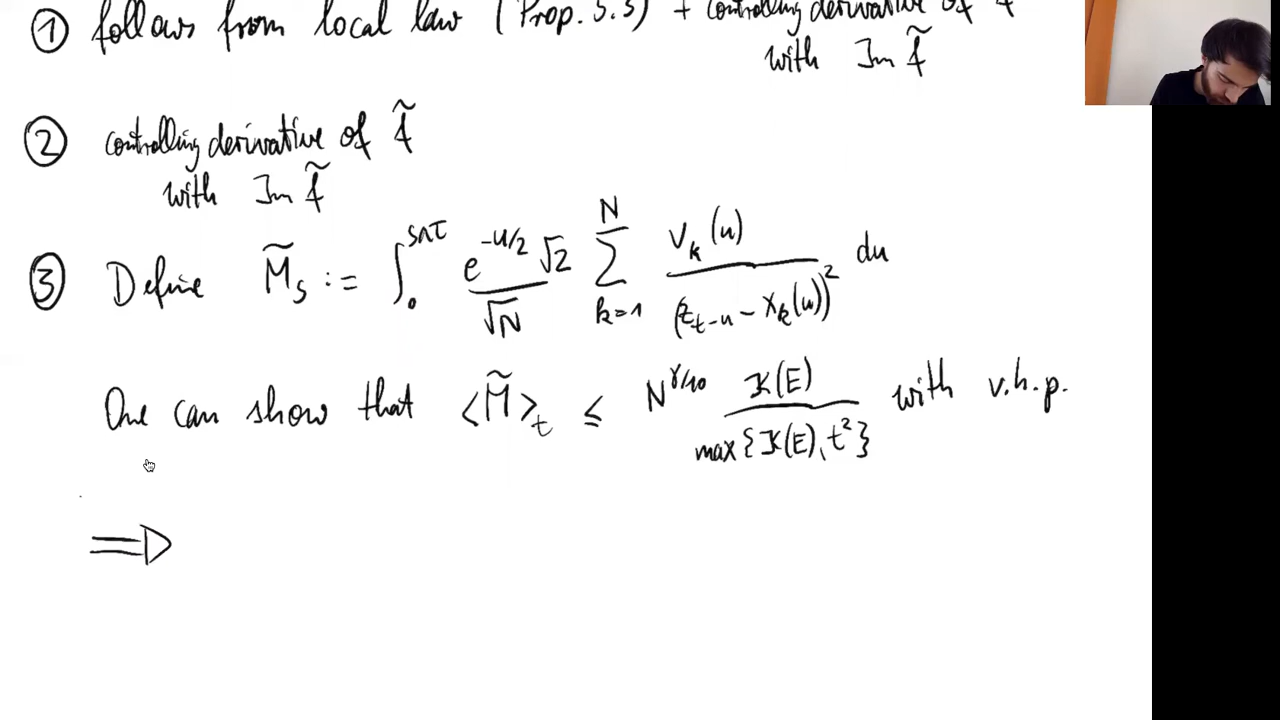 ① follows from local law (Prop. 3.3) + controlling derivative of f̃
with Im f̃
② controlling derivative of f̃
with Im f̃
③ Define M̃_s := ∫_0^{s∧τ} e^{-u/2} √2 / √N ∑_{k=1}^{N} v_k(u) / (z_{t-u} - x_k(u))^2 du
One can show that <M̃>_t ≤ N^{γ/10} ϰ(E) / max{ϰ(E), t^2} with v.h.p.
⟹